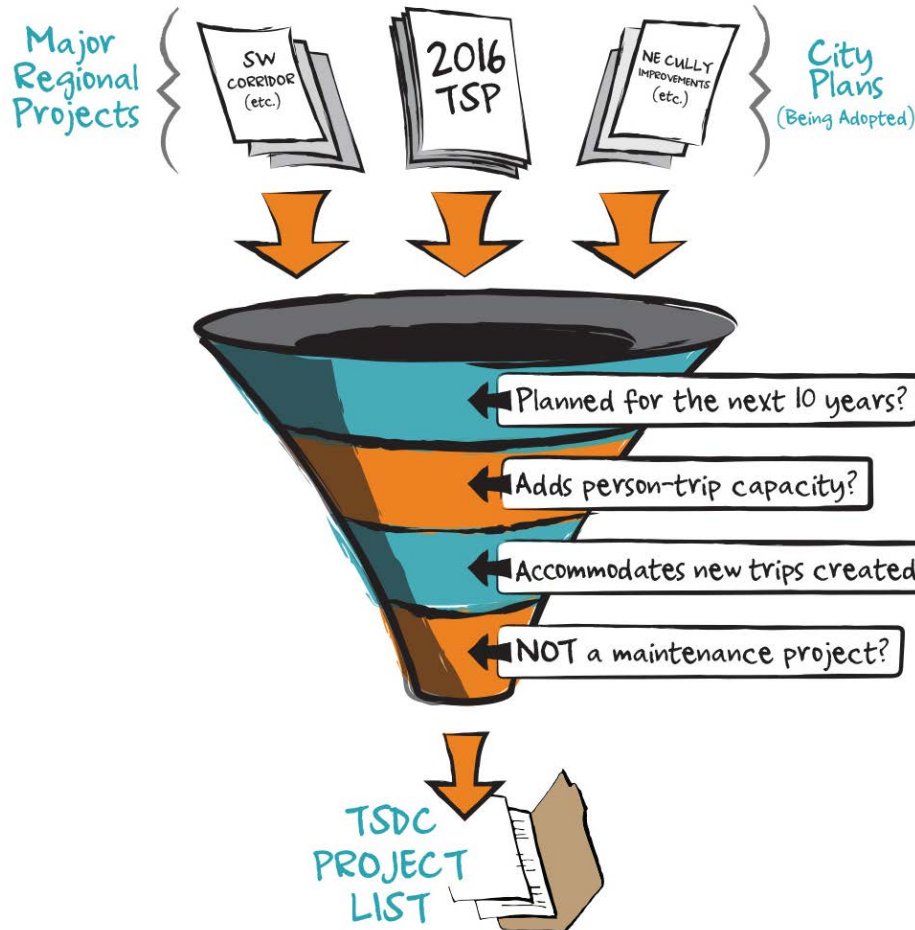 Major
Regional
Projects
SW
CORRIDOR
(etc.)
2016
TSP
NE CULLY
IMPROVEMENTS
(etc.)
City
Plans
(Being Adopted)
Planned for the next 10 years?
Adds person-trip capacity?
Accommodates new trips created
NOT a maintenance project?
TSDC
PROJECT
LIST